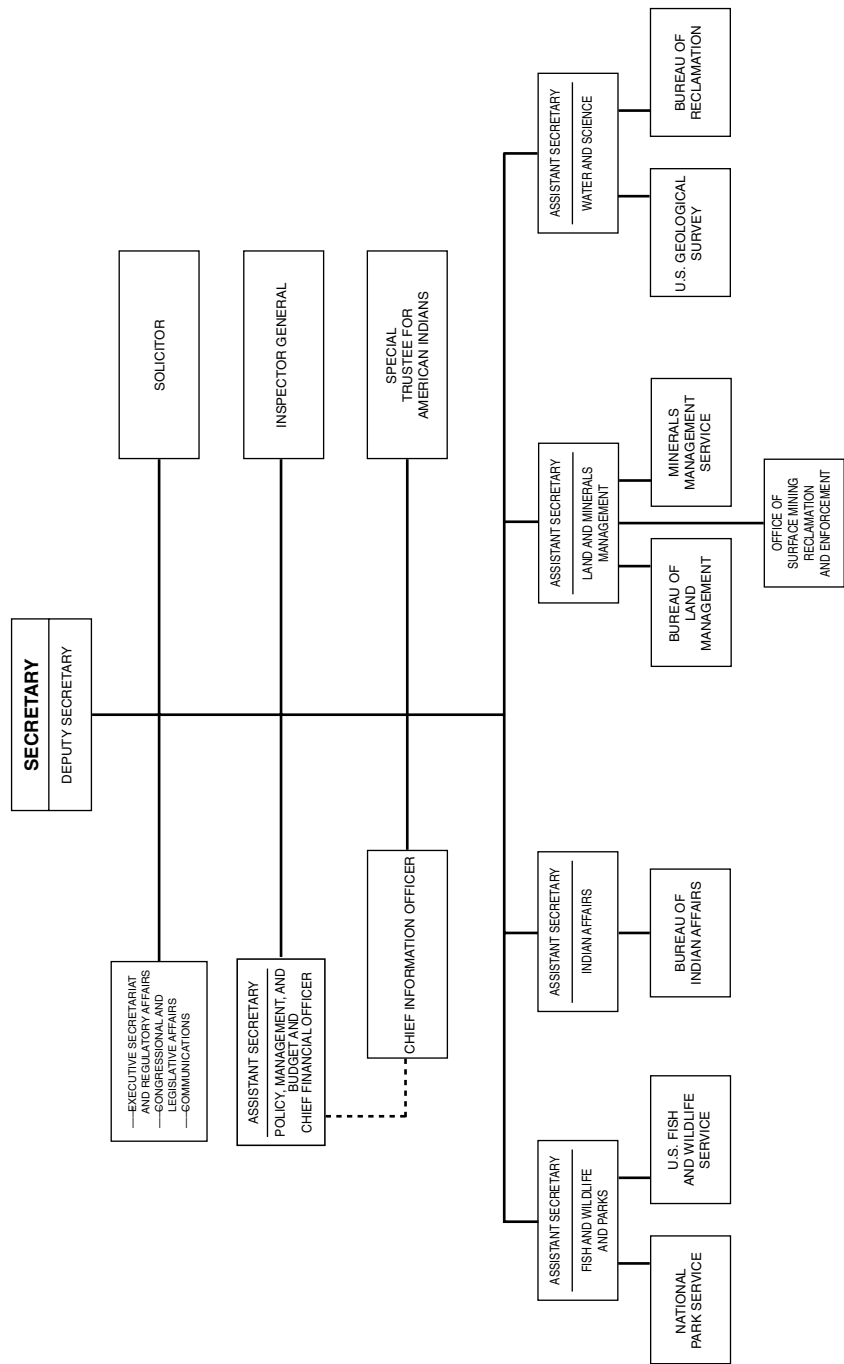 SECRETARY
DEPUTY SECRETARY
EXECUTIVE SECRETARIAT
AND REGULATORY AFFAIRS
CONGRESSIONAL AND
LEGISLATIVE AFFAIRS
COMMUNICATIONS
SOLICITOR
ASSISTANT SECRETARY
POLICY, MANAGEMENT, AND
BUDGET AND
CHIEF FINANCIAL OFFICER
INSPECTOR GENERAL
CHIEF INFORMATION OFFICER
SPECIAL
TRUSTEE FOR
AMERICAN INDIANS
ASSISTANT SECRETARY
FISH AND WILDLIFE
AND PARKS
ASSISTANT SECRETARY
INDIAN AFFAIRS
ASSISTANT SECRETARY
LAND AND MINERALS
MANAGEMENT
ASSISTANT SECRETARY
WATER AND SCIENCE
NATIONAL
PARK SERVICE
U.S. FISH
AND WILDLIFE
SERVICE
BUREAU OF
INDIAN AFFAIRS
BUREAU OF
LAND
MANAGEMENT
MINERALS
MANAGEMENT
SERVICE
U.S. GEOLOGICAL
SURVEY
BUREAU OF
RECLAMATION
OFFICE OF
SURFACE MINING
RECLAMATION
AND ENFORCEMENT